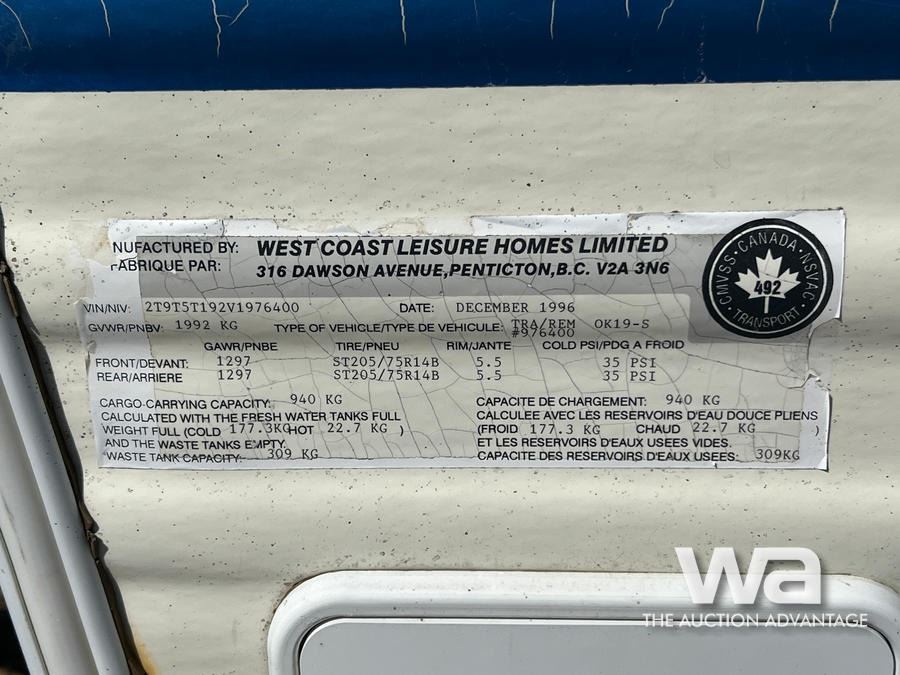 NUFACTURED BY: WEST COAST LEISURE HOMES LIMITED
FABRIQUE PAR: 316 DAWSON AVENUE, PENTICTON, B.C. V2A 3N6
CMVSS · CANADA · NSVAC
492
· TRANSPORT ·
VIN/NIV: 2T9T5T192V1976400 DATE: DECEMBER 1996
GVWR/PNBV: 1992 KG TYPE OF VEHICLE/TYPE DE VEHICULE: TRA/REM OK19-S
#976400
GAWR/PNBE TIRE/PNEU RIM/JANTE COLD PSI/PDG A FROID
FRONT/DEVANT: 1297 ST205/75R14B 5.5 35 PSI
REAR/ARRIERE 1297 ST205/75R14B 5.5 35 PSI
CARGO CARRYING CAPACITY: 940 KG
CALCULATED WITH THE FRESH WATER TANKS FULL
WEIGHT FULL (COLD 177.3KG HOT 22.7 KG )
AND THE WASTE TANKS EMPTY.
WASTE TANK CAPACITY: 309 KG
CAPACITE DE CHARGEMENT: 940 KG
CALCULEE AVEC LES RESERVOIRS D'EAU DOUCE PLIENS
(FROID 177.3 KG CHAUD 22.7 KG )
ET LES RESERVOIRS D'EAUX USEES VIDES.
CAPACITE DES RESERVOIRS D'EAUX USEES: 309KG
wa
THE AUCTION ADVANTAGE